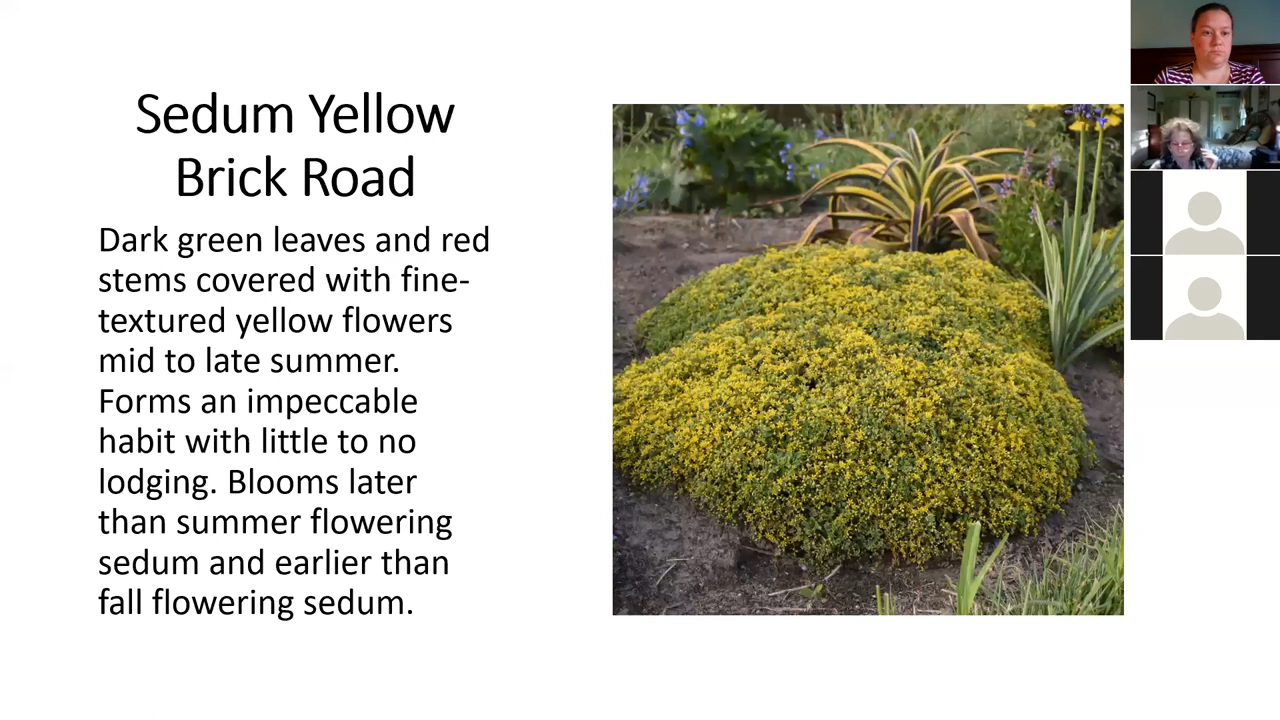 Sedum Yellow
Brick Road
Dark green leaves and red
stems covered with fine-
textured yellow flowers
mid to late summer.
Forms an impeccable
habit with little to no
lodging. Blooms later
than summer flowering
sedum and earlier than
fall flowering sedum.